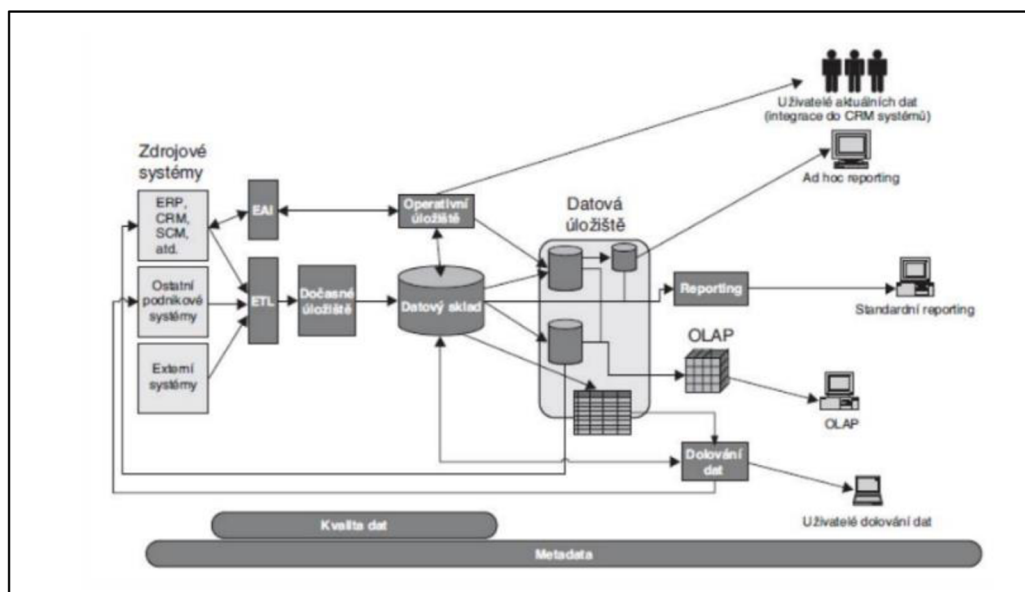 Uživatelé aktuálních dat
(integrace do CRM systémů)
Ad hoc reporting
Zdrojové
systémy
ERP,
CRM,
SCM,
atd.
EAI
Operativní
úložiště
Datová
úložiště
Ostatní
podnikové
systémy
ETL
Dočasné
úložiště
Datový sklad
Reporting
Standardní reporting
Externí
systémy
OLAP
OLAP
Dolování
dat
Uživatelé dolování dat
Kvalita dat
Metadata